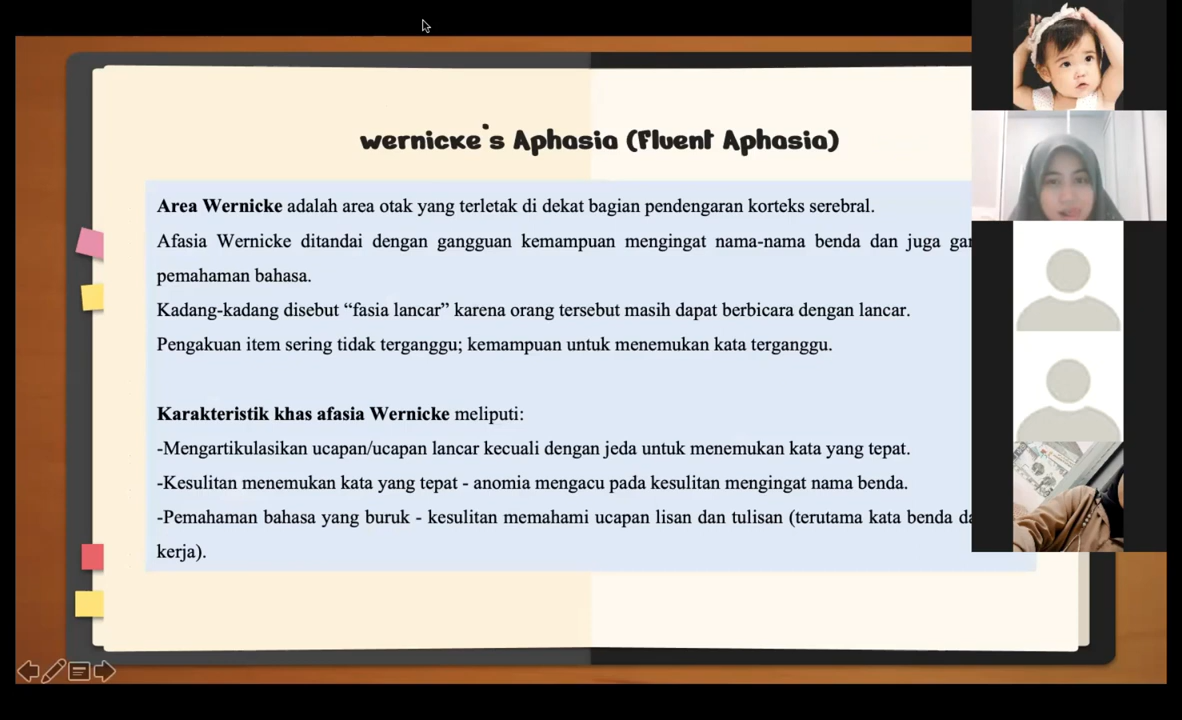 Wernicke's Aphasia (Fluent Aphasia)
Area Wernicke adalah area otak yang terletak di dekat bagian pendengaran korteks serebral.
Afasia Wernicke ditandai dengan gangguan kemampuan mengingat nama-nama benda dan juga
pemahaman bahasa.
Kadang-kadang disebut “fasia lancar” karena orang tersebut masih dapat berbicara dengan lancar.
Pengakuan item sering tidak terganggu; kemampuan untuk menemukan kata terganggu.
Karakteristik khas afasia Wernicke meliputi:
-Mengartikulasikan ucapan/ucapan lancar kecuali dengan jeda untuk menemukan kata yang tepat.
-Kesulitan menemukan kata yang tepat - anomia mengacu pada kesulitan mengingat nama benda.
-Pemahaman bahasa yang buruk - kesulitan memahami ucapan lisan dan tulisan (terutama kata benda
kerja).